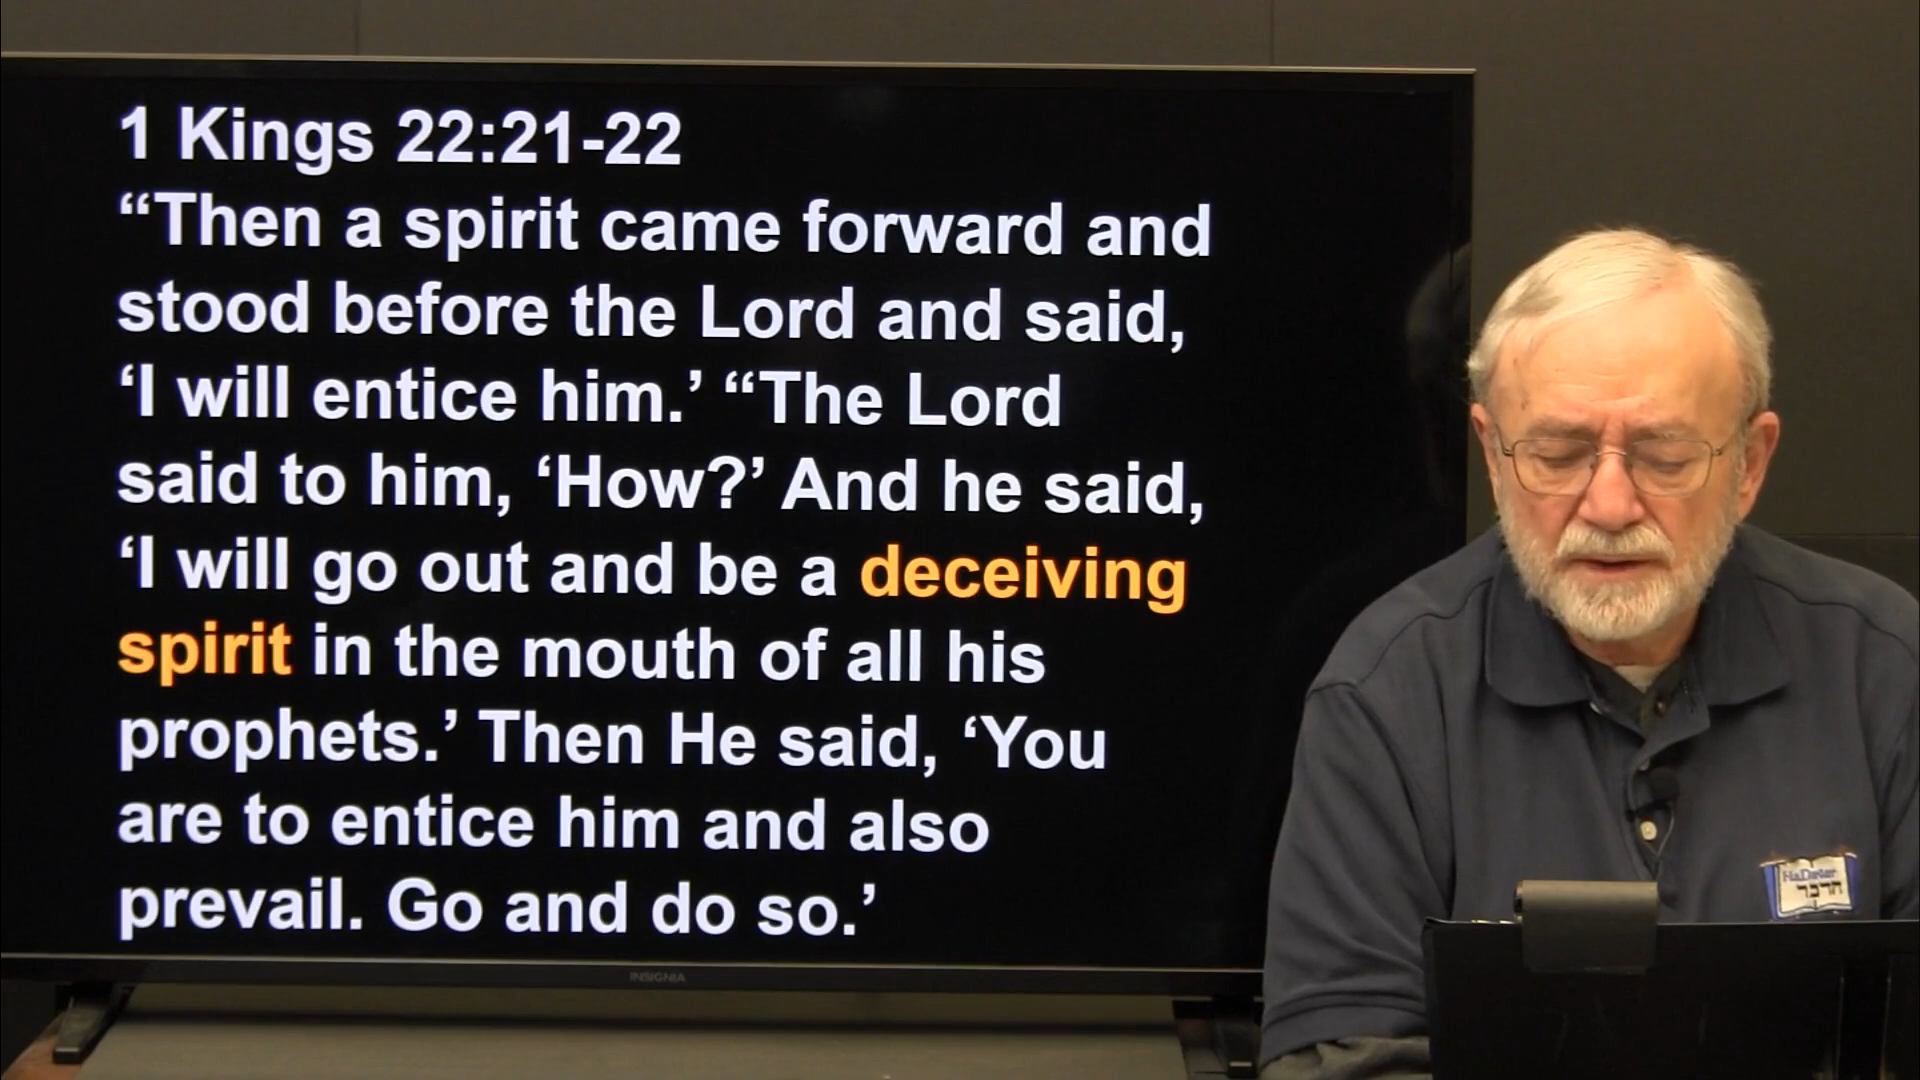 1 Kings 22:21-22
“Then a spirit came forward and
stood before the Lord and said,
‘I will entice him.’ “The Lord
said to him, ‘How?’ And he said,
‘I will go out and be a deceiving
spirit in the mouth of all his
prophets.’ Then He said, ‘You
are to entice him and also
prevail. Go and do so.’
INSIGNIA
HaDavar
הדבר